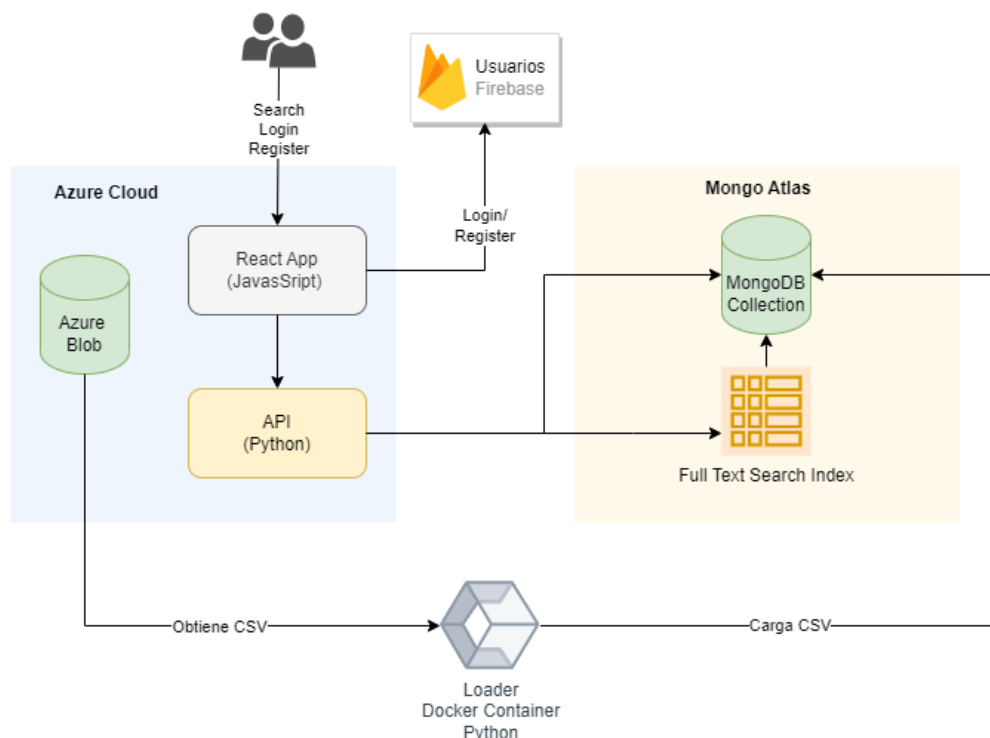 Search
Login
Register
Usuarios
Firebase
Azure Cloud
Mongo Atlas
Login/
Register
React App
(JavasSript)
MongoDB
Collection
Azure
Blob
API
(Python)
Full Text Search Index
Obtiene CSV
Carga CSV
Loader
Docker Container
Python